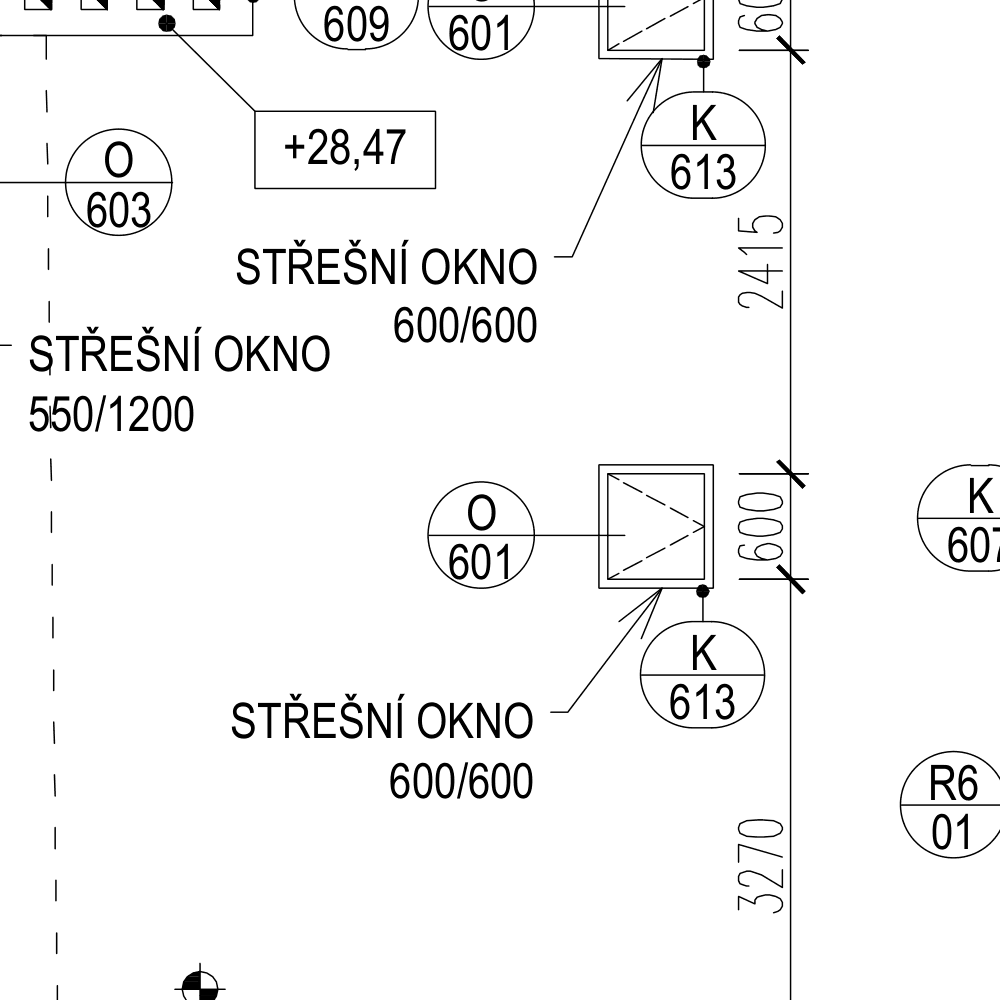 609
601
+28,47
K
613
O
603
2415
STŘEŠNÍ OKNO
600/600
STŘEŠNÍ OKNO
550/1200
O
601
600
K
607
K
613
STŘEŠNÍ OKNO
600/600
R6
01
3270